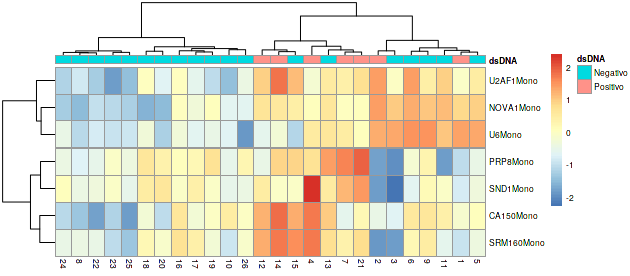 dsDNA
dsDNA
Negativo
Positivo
U2AF1Mono
NOVA1Mono
U6Mono
PRP8Mono
SND1Mono
CA150Mono
SRM160Mono
2
1
0
-1
-2
24 8 22 23 25 18 20 16 17 19 10 26 12 14 15 4 13 7 21 2 3 6 9 11 1 5